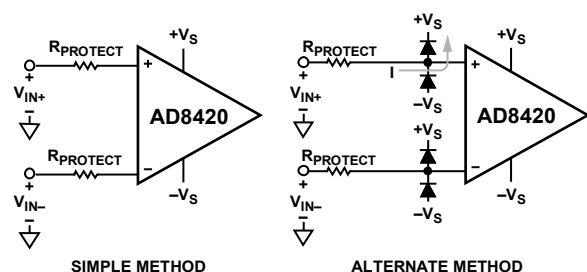 +VS
RPROTECT
+
VIN+
–
+
–
AD8420
RPROTECT
+
VIN–
–
–VS
SIMPLE METHOD
+VS
RPROTECT
I
+
VIN+
–
–VS
+VS
+VS
RPROTECT
+
VIN–
–
–VS
+
–
AD8420
–VS
ALTERNATE METHOD